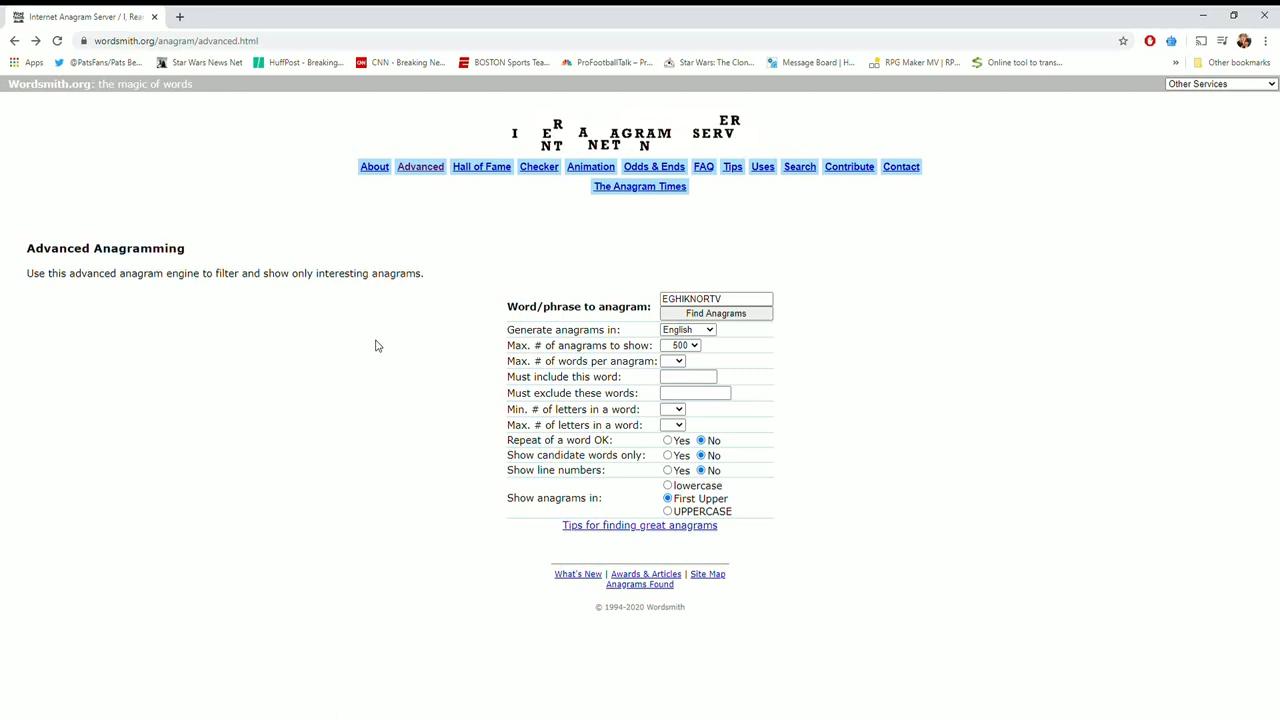 Internet Anagram Server / I, Rea
wordsmith.org/anagram/advanced.html
Apps
@PatsFans/Pats Be...
Star Wars News Net
HuffPost - Breaking...
CNN - Breaking Ne...
BOSTON Sports Tea...
ProFootballTalk – Pr...
Star Wars: The Clon...
Message Board | H...
RPG Maker MV | RP...
Online tool to trans...
»
Other bookmarks
Wordsmith.org: the magic of words
Other Services
I ERNT ANETAGRAMN SERVER
About Advanced Hall of Fame Checker Animation Odds & Ends FAQ Tips Uses Search Contribute Contact
The Anagram Times
Advanced Anagramming
Use this advanced anagram engine to filter and show only interesting anagrams.
Word/phrase to anagram: EGHIKNORTV
Find Anagrams
Generate anagrams in: English
Max. # of anagrams to show: 500
Max. # of words per anagram:
Must include this word:
Must exclude these words:
Min. # of letters in a word:
Max. # of letters in a word:
Repeat of a word OK: Yes No
Show candidate words only: Yes No
Show line numbers: Yes No
Show anagrams in: lowercase
First Upper
UPPERCASE
Tips for finding great anagrams
What's New | Awards & Articles | Site Map
Anagrams Found
© 1994-2020 Wordsmith